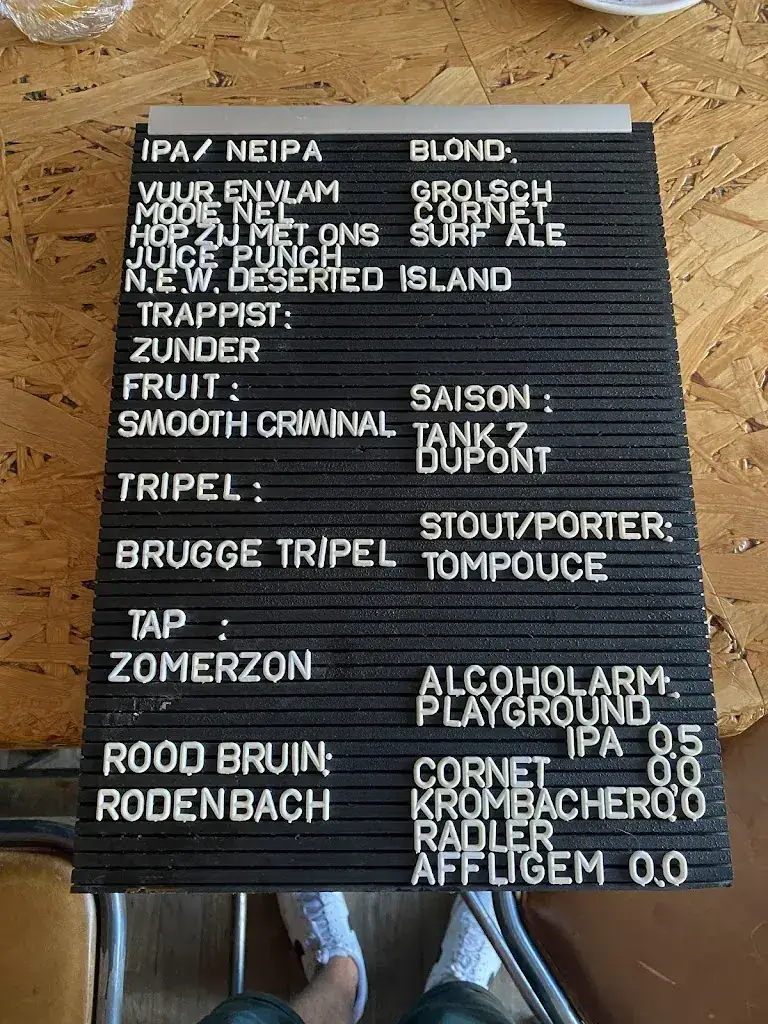 IPA/ NEIPA
VUUR EN VLAM
MOOIE NEL
HOP ZIJ MET ONS
JUICE PUNCH
N.E.W. DESERTED ISLAND
BLOND:
GROLSCH
CORNET
SURF ALE
TRAPPIST:
ZUNDER
FRUIT :
SMOOTH CRIMINAL
SAISON :
TANK 7
DUPONT
TRIPEL :
BRUGGE TRIPEL
STOUT/PORTER:
TOMPOUCE
TAP :
ZOMERZON
ROOD BRUIN:
RODENBACH
ALCOHOLARM:
PLAYGROUND
IPA 0.5
CORNET 0.0
KROMBACHER 0.0
RADLER
AFFLIGEM 0.0